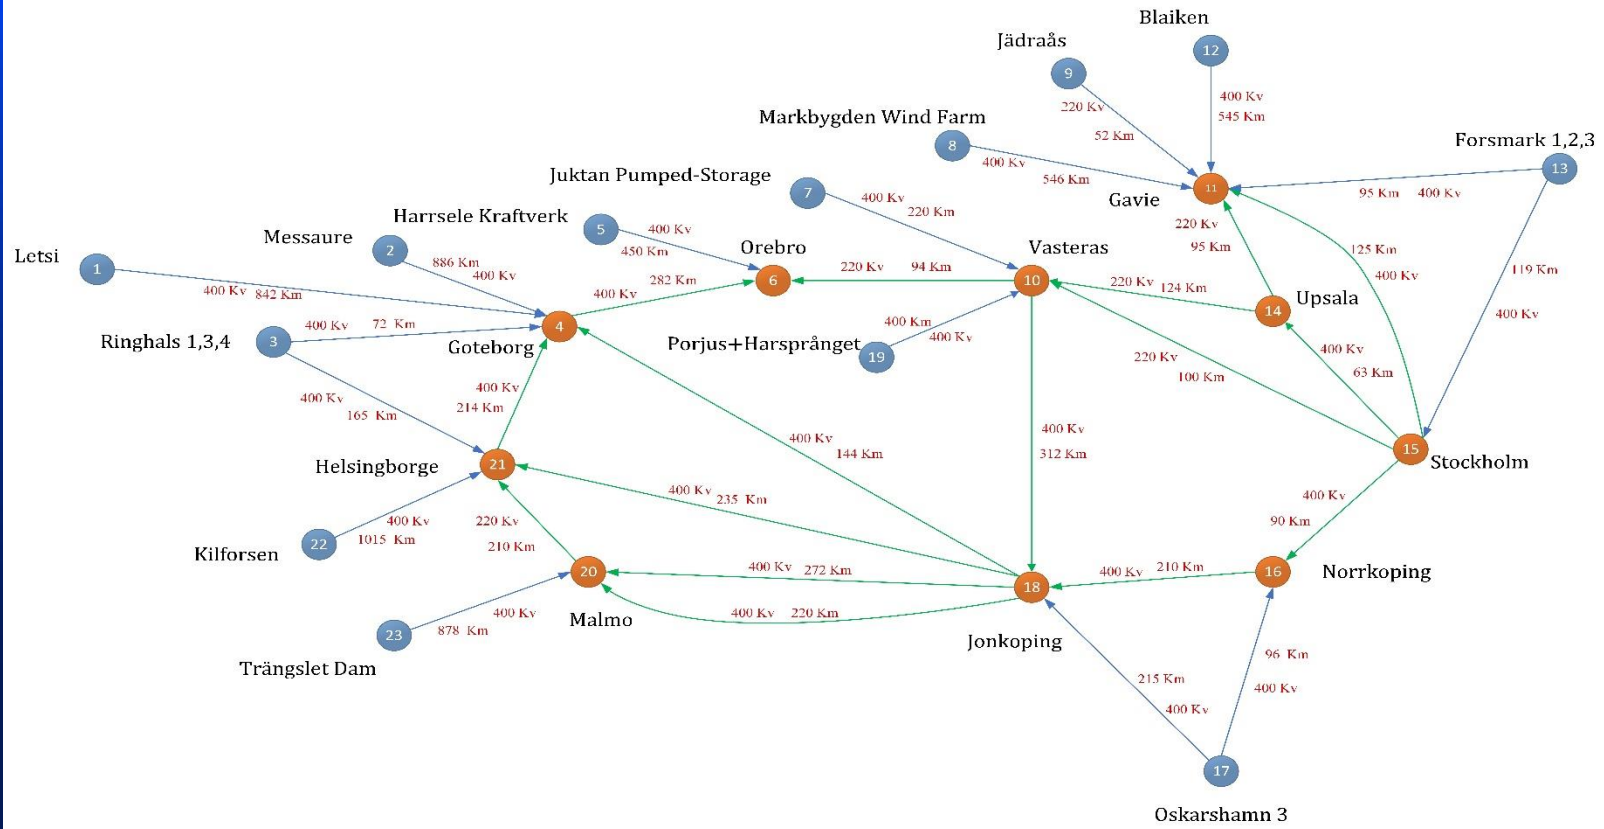 Blaiken
12
Jädraås
9
400 Kv
545 Km
220 Kv
52 Km
Markbygden Wind Farm
8
400 Kv
546 Km
Forsmark 1,2,3
13
95 Km 400 Kv
11
Gavie
Juktan Pumped-Storage
7
400 Kv
220 Km
220 Kv
95 Km
125 Km
400 Kv
119 Km
400 Kv
Harrsele Kraftverk
5
400 Kv
450 Km
Messaure
2
886 Km
400 Kv
Letsi
1
400 Kv 842 Km
Orebro
6
282 Km
400 Kv
220 Kv 94 Km
Vasteras
10
220 Kv 124 Km
14
Upsala
Ringhals 1,3,4
3
400 Kv 72 Km
4
Goteborg
Porjus+Harsprånget
19
400 Km
400 Kv
220 Kv
100 Km
400 Kv
63 Km
400 Kv
165 Km
400 Kv
214 Km
400 Kv
144 Km
400 Kv
312 Km
15
Stockholm
Helsingborge
21
400 Kv 235 Km
400 Kv
90 Km
Kilforsen
22
400 Kv
1015 Km
220 Kv
210 Km
20
Malmo
400 Kv 272 Km
400 Kv 220 Km
18
Jonkoping
400 Kv 210 Km
16
Norrkoping
Trängslet Dam
23
400 Kv
878 Km
215 Km
400 Kv
96 Km
400 Kv
17
Oskarshamn 3